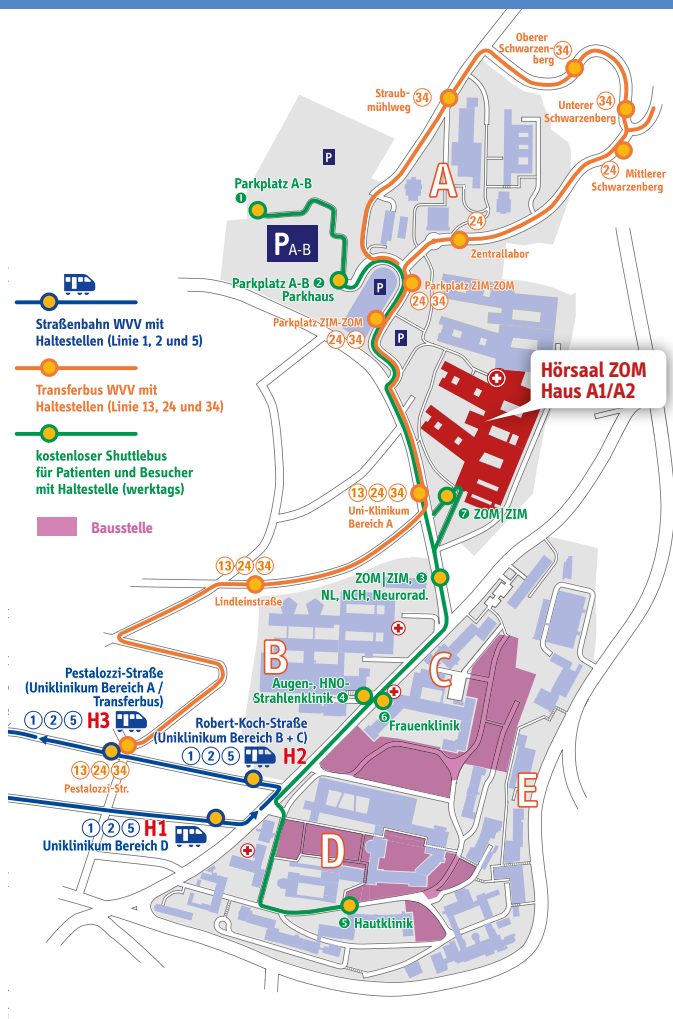 Oberer
Schwarzen-
berg
34
Straub-
mühlweg
34
Unterer
Schwarzenberg
34
24
Mittlerer
Schwarzenberg
P
A
Parkplatz A-B
1
24
Zentrallabor
PA-B
Parkplatz A-B 2
Parkhaus
P
Parkplatz ZIM-ZOM
24 34
Parkplatz ZIM-ZOM
24 34
P
Straßenbahn WVV mit
Haltestellen (Linie 1, 2 und 5)
Transferbus WVV mit
Haltestellen (Linie 13, 24 und 34)
kostenloser Shuttlebus
für Patienten und Besucher
mit Haltestelle (werktags)
Bausstelle
Hörsaal ZOM
Haus A1/A2
13 24 34
Uni-Klinikum
Bereich A
7 ZOM|ZIM
13 24 34
Lindleinstraße
ZOM|ZIM, 3
NL, NCH, Neurorad.
B
C
Augen-, HNO-
Strahlenklinik 4
6
Frauenklinik
Pestalozzi-Straße
(Uniklinikum Bereich A /
Transferbus)
1 2 5 H3
13 24 34
Pestalozzi-Str.
Robert-Koch-Straße
(Uniklinikum Bereich B + C)
1 2 5 H2
1 2 5 H1
Uniklinikum Bereich D
E
D
5 Hautklinik